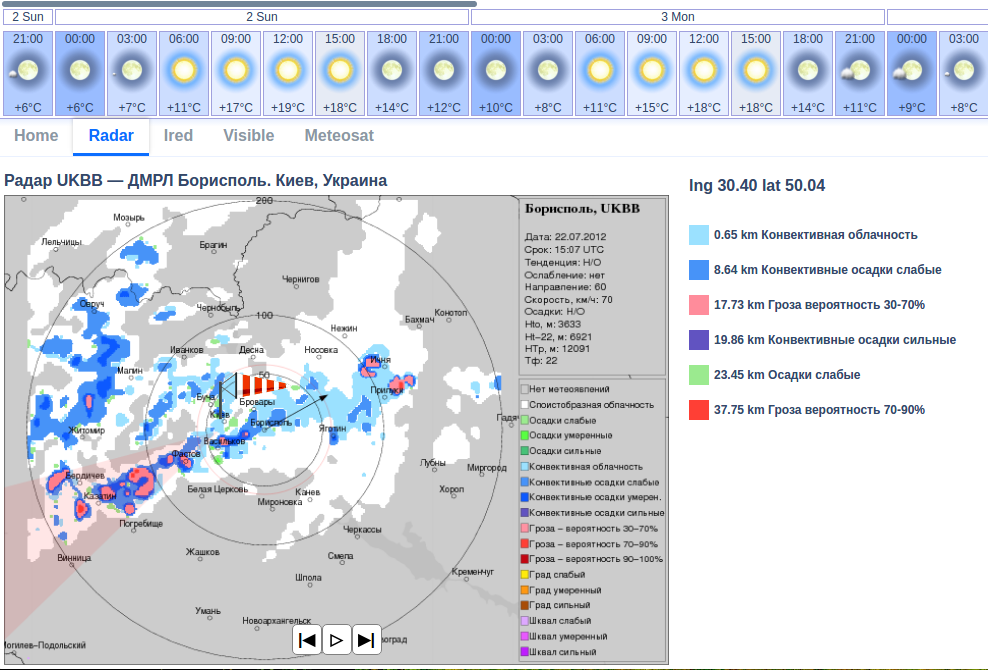 2 Sun 2 Sun 3 Mon
21:00 00:00 03:00 06:00 09:00 12:00 15:00 18:00 21:00 00:00 03:00 06:00 09:00 12:00 15:00 18:00 21:00 00:00 03:00
+6°C +6°C +7°C +11°C +17°C +19°C +18°C +14°C +12°C +10°C +8°C +11°C +15°C +18°C +18°C +14°C +11°C +9°C +8°C
Home Radar Ired Visible Meteosat
Радар UKBB — ДМРЛ Борисполь. Киев, Украина
lng 30.40 lat 50.04
0.65 km Конвективная облачность
8.64 km Конвективные осадки слабые
17.73 km Гроза вероятность 30-70%
19.86 km Конвективные осадки сильные
23.45 km Осадки слабые
37.75 km Гроза вероятность 70-90%
200
Мозырь
Лельчицы
Брагин
Чернигов
Овруч
Чернобыль
100
Конотоп
Бахмач
Нежин
Иванков
Десна
Носовка
Ичня
Малин
50
Прилуки
Буча
Бровары
Киев
Борисполь
Яготин
Житомир
Васильков
Фастов
Лубны
Миргород
Бердичев
Белая Церковь
Канев
Хорол
Казатин
Мироновка
Погребище
Черкассы
Жашков
Смела
Винница
Кременчуг
Шпола
Умань
Новоархангельск
Могилев-Подольский
Гадяч
Борисполь, UKBB
Дата: 22.07.2012
Срок: 15:07 UTC
Тенденция: Н/О
Ослабление: нет
Направление: 60
Скорость, км/ч: 70
Осадки: Н/О
Hto, м: 3633
Ht-22, м: 6921
HTp, м: 12091
Тф: 22
Нет метеоявлений
Слоистобразная облачность
Осадки слабые
Осадки умеренные
Осадки сильные
Конвективная облачность
Конвективные осадки слабые
Конвективные осадки умерен.
Конвективные осадки сильные
Гроза – вероятность 30–70%
Гроза – вероятность 70–90%
Гроза – вероятность 90–100%
Град слабый
Град умеренный
Град сильный
Шквал слабый
Шквал умеренный
Шквал сильный